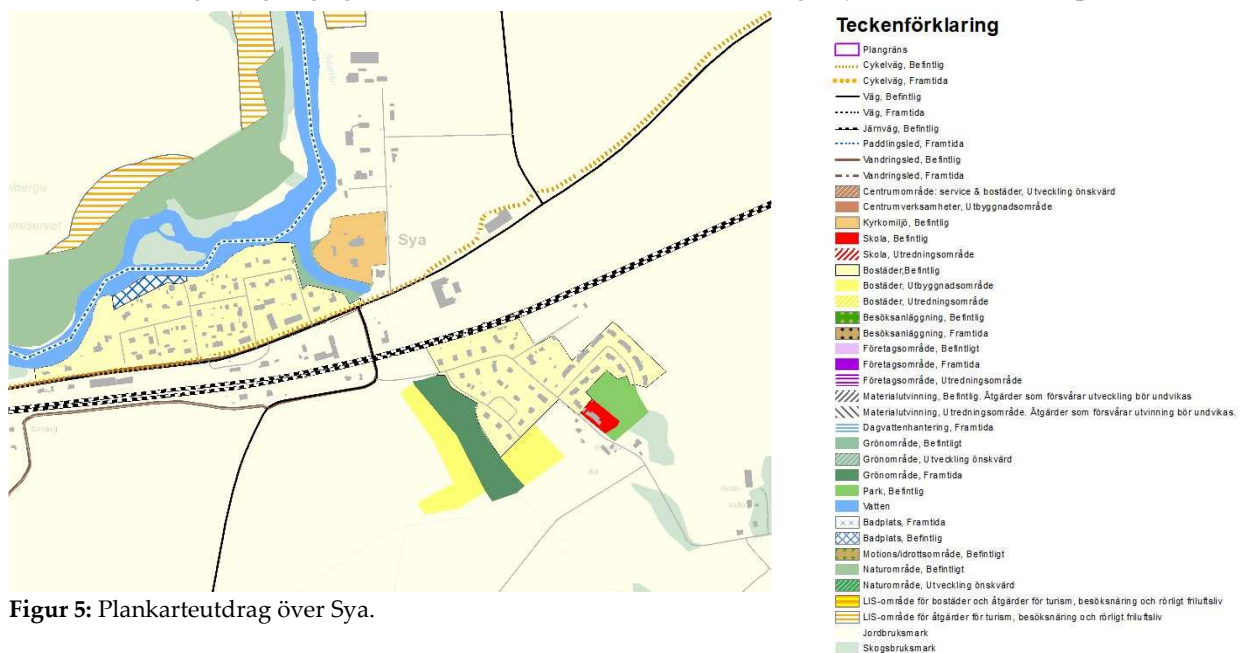 Sya
Figur 5: Plankarteutdrag över Sya.
Teckenförklaring
Plangräns
Cykelväg, Befintlig
Cykelväg, Framtida
Väg, Befintlig
Väg, Framtida
Järnväg, Befintlig
Paddlingsled, Framtida
Vandringsled, Befintlig
Vandringsled, Framtida
Centrumområde: service & bostäder, Utveckling önskvärd
Centrumverksamheter, Utbyggnadsområde
Kyrkomiljö, Befintlig
Skola, Befintlig
Skola, Utredningsområde
Bostäder,Befintlig
Bostäder, Utbyggnadsområde
Bostäder, Utredningsområde
Besöksanläggning, Befintlig
Besöksanläggning, Framtida
Företagsområde, Befintligt
Företagsområde, Framtida
Företagsområde, Utredningsområde
Materialutvinning, Befintlig. Åtgärder som försvårar utveckling bör undvikas
Materialutvinning, Utredningsområde. Åtgärder som försvårar utvinning bör undvikas.
Dagvattenhantering, Framtida
Grönområde, Befintligt
Grönområde, Utveckling önskvärd
Grönområde, Framtida
Park, Befintlig
Vatten
Badplats, Framtida
Badplats, Befintlig
Motions/idrottsområde, Befintligt
Naturområde, Befintligt
Naturområde, Utveckling önskvärd
LIS-område för bostäder och åtgärder för turism, besöksnäring och rörligt friluftsliv
LIS-område för åtgärder för turism, besöksnäring och rörligt friluftsliv
Jordbruksmark
Skogsbruksmark